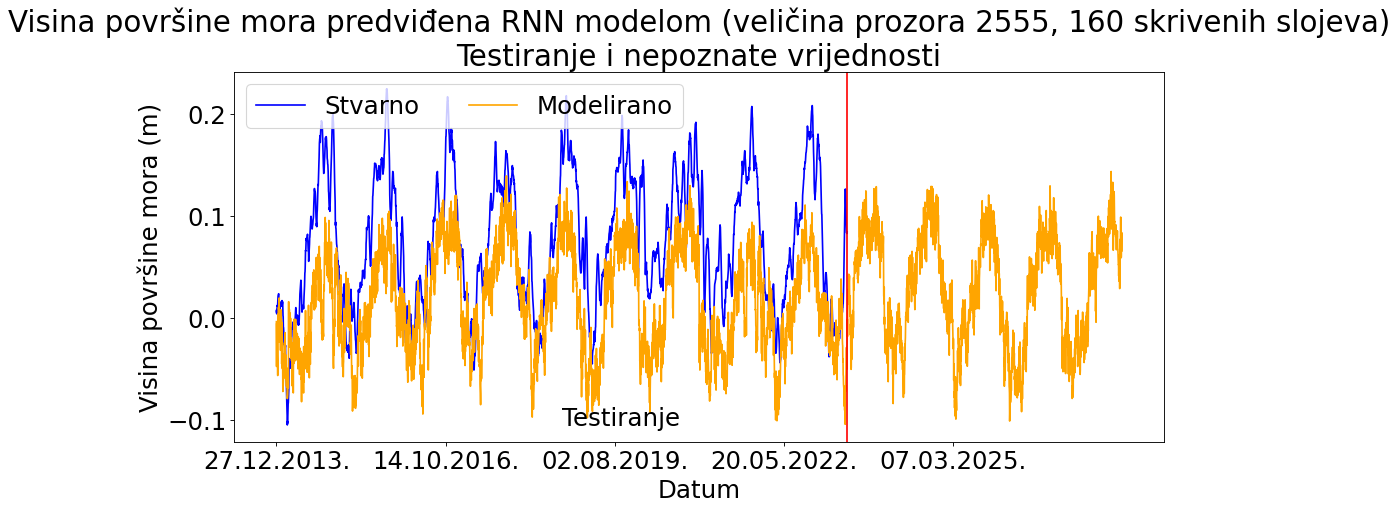 Visina površine mora predviđena RNN modelom (veličina prozora 2555, 160 skrivenih slojeva)
Testiranje i nepoznate vrijednosti
Stvarno Modelirano
Visina površine mora (m)
0.2
0.1
0.0
−0.1
Testiranje
27.12.2013. 14.10.2016. 02.08.2019. 20.05.2022. 07.03.2025.
Datum